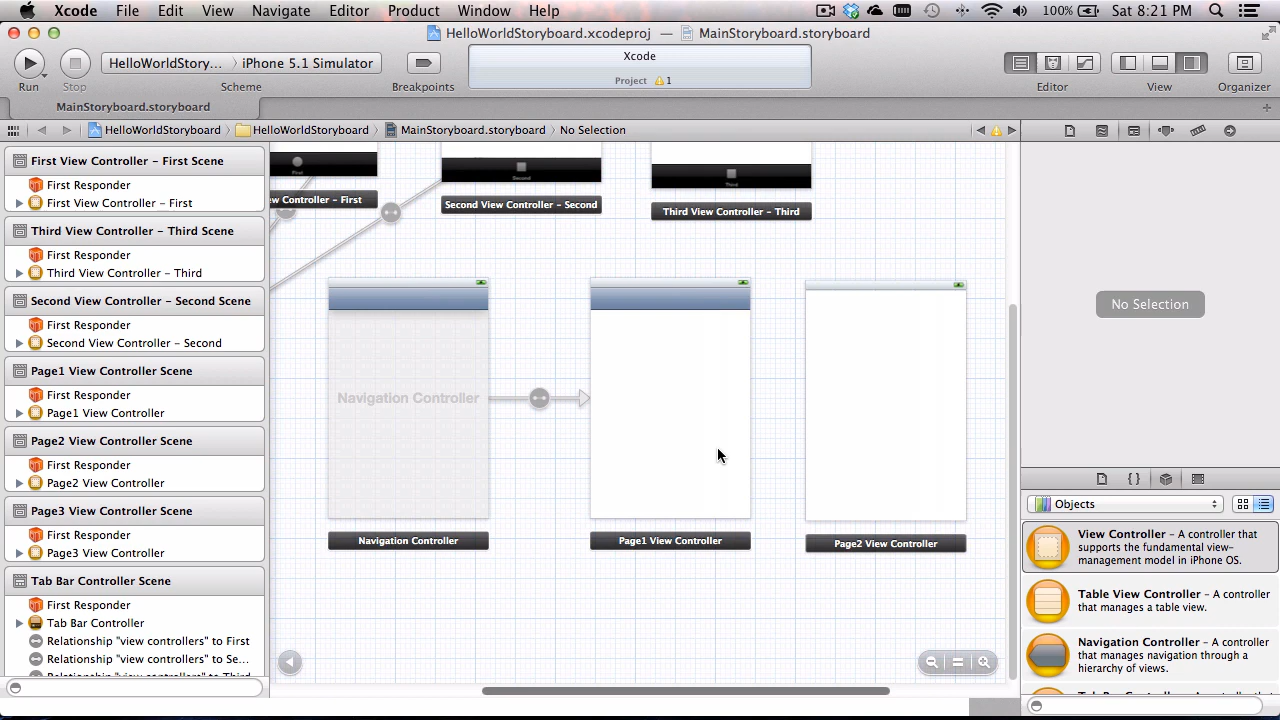 Xcode File Edit View Navigate Editor Product Window Help 100% Sat 8:21 PM
HelloWorldStoryboard.xcodeproj — MainStoryboard.storyboard
Run Stop
HelloWorldStory... iPhone 5.1 Simulator
Scheme
Breakpoints
Xcode
Project 1
Editor
View
Organizer
MainStoryboard.storyboard
HelloWorldStoryboard HelloWorldStoryboard MainStoryboard.storyboard No Selection
First View Controller – First Scene
First Responder
First View Controller – First
Third View Controller – Third Scene
First Responder
Third View Controller – Third
Second View Controller – Second Scene
First Responder
Second View Controller – Second
Page1 View Controller Scene
First Responder
Page1 View Controller
Page2 View Controller Scene
First Responder
Page2 View Controller
Page3 View Controller Scene
First Responder
Page3 View Controller
Tab Bar Controller Scene
First Responder
Tab Bar Controller
Relationship "view controllers" to First
Relationship "view controllers" to Se...
First
Second
Third
ew Controller – First
Second View Controller – Second
Third View Controller – Third
Navigation Controller
Navigation Controller
Page1 View Controller
Page2 View Controller
No Selection
Objects
View Controller – A controller that
supports the fundamental view-
management model in iPhone OS.
Table View Controller – A controller
that manages a table view.
Navigation Controller – A controller
that manages navigation through a
hierarchy of views.